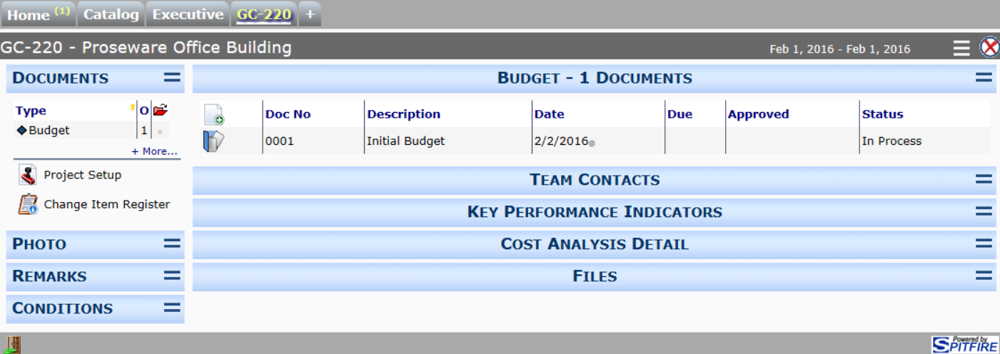 Home (1) Catalog Executive GC-220 +
GC-220 - Proseware Office Building Feb 1, 2016 - Feb 1, 2016
DOCUMENTS
Type O
Budget 1
+ More...
Project Setup
Change Item Register
PHOTO
REMARKS
CONDITIONS
BUDGET - 1 DOCUMENTS
Doc No Description Date Due Approved Status
0001 Initial Budget 2/2/2016@ In Process
TEAM CONTACTS
KEY PERFORMANCE INDICATORS
COST ANALYSIS DETAIL
FILES
Powered by
SPITFIRE